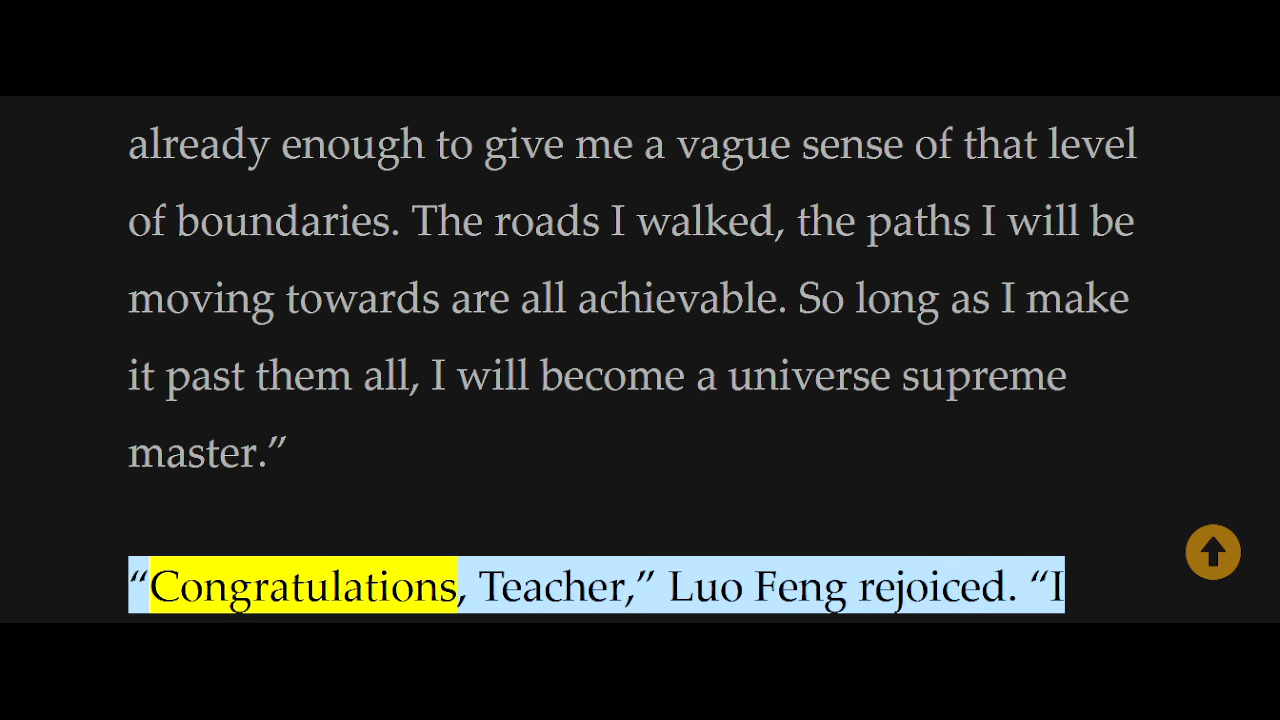 already enough to give me a vague sense of that level
of boundaries. The roads I walked, the paths I will be
moving towards are all achievable. So long as I make
it past them all, I will become a universe supreme
master.”
“Congratulations, Teacher,” Luo Feng rejoiced. “I